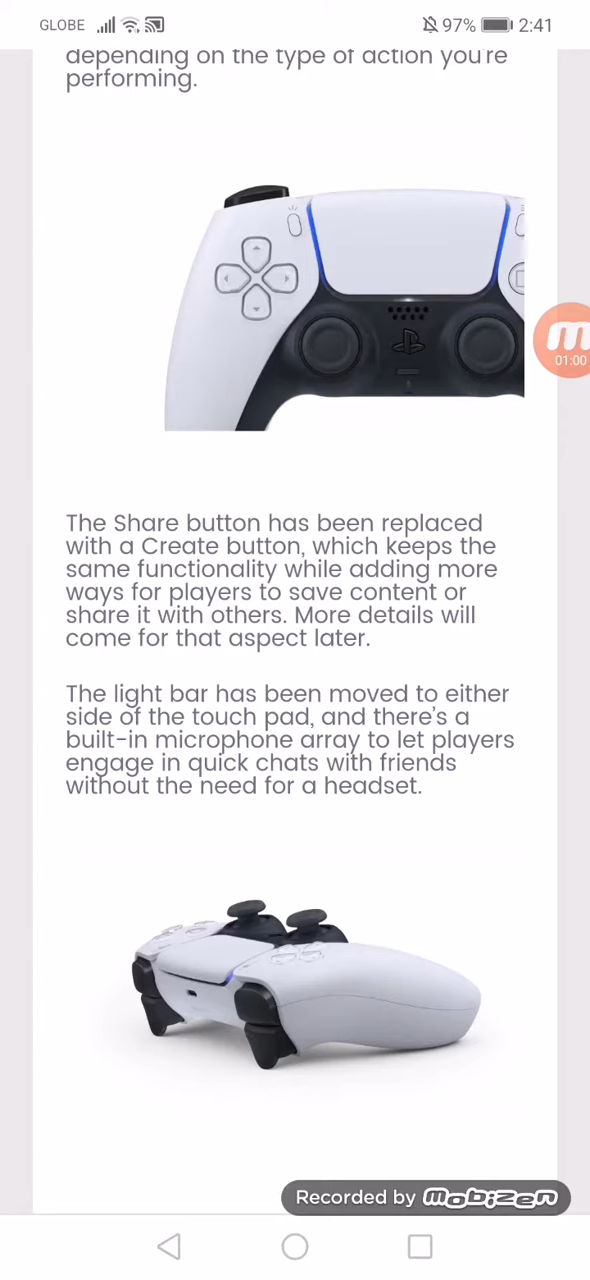 GLOBE 97% 2:41
depending on the type of action you're
performing.
01:00
The Share button has been replaced
with a Create button, which keeps the
same functionality while adding more
ways for players to save content or
share it with others. More details will
come for that aspect later.
The light bar has been moved to either
side of the touch pad, and there’s a
built-in microphone array to let players
engage in quick chats with friends
without the need for a headset.
Recorded by mobizen